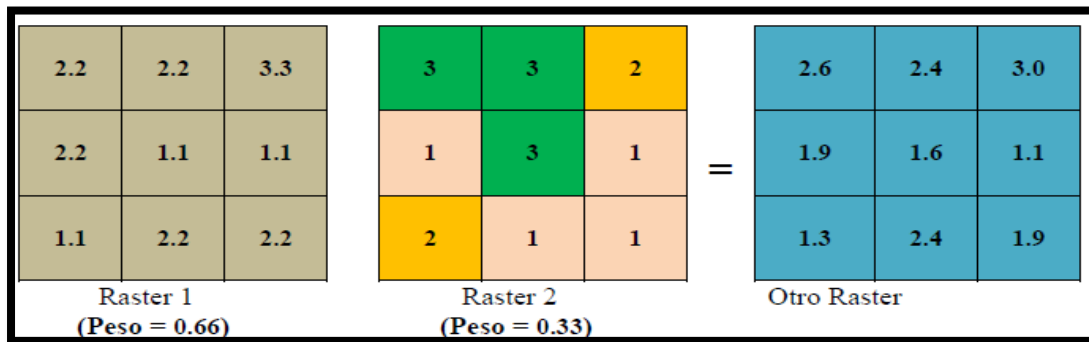 2.2 2.2 3.3 3 3 2 2.6 2.4 3.0
2.2 1.1 1.1 1 3 1 = 1.9 1.6 1.1
1.1 2.2 2.2 2 1 1 1.3 2.4 1.9
Raster 1 Raster 2 Otro Raster
(Peso = 0.66) (Peso = 0.33)